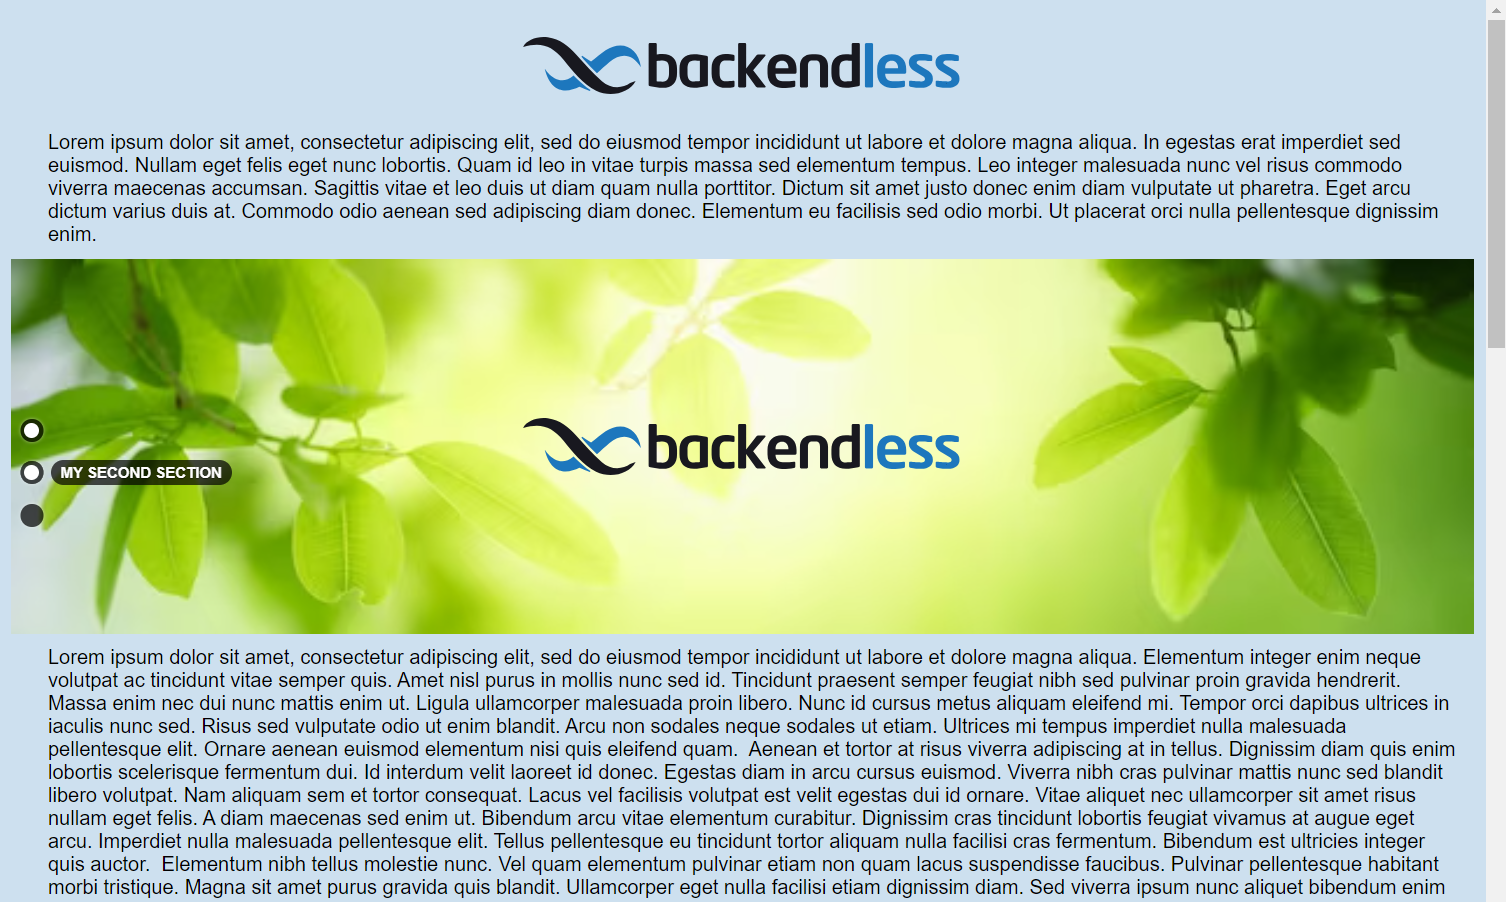 backendless
Lorem ipsum dolor sit amet, consectetur adipiscing elit, sed do eiusmod tempor incididunt ut labore et dolore magna aliqua. In egestas erat imperdiet sed
euismod. Nullam eget felis eget nunc lobortis. Quam id leo in vitae turpis massa sed elementum tempus. Leo integer malesuada nunc vel risus commodo
viverra maecenas accumsan. Sagittis vitae et leo duis ut diam quam nulla porttitor. Dictum sit amet justo donec enim diam vulputate ut pharetra. Eget arcu
dictum varius duis at. Commodo odio aenean sed adipiscing diam donec. Elementum eu facilisis sed odio morbi. Ut placerat orci nulla pellentesque dignissim
enim.
backendless
MY SECOND SECTION
Lorem ipsum dolor sit amet, consectetur adipiscing elit, sed do eiusmod tempor incididunt ut labore et dolore magna aliqua. Elementum integer enim neque
volutpat ac tincidunt vitae semper quis. Amet nisl purus in mollis nunc sed id. Tincidunt praesent semper feugiat nibh sed pulvinar proin gravida hendrerit.
Massa enim nec dui nunc mattis enim ut. Ligula ullamcorper malesuada proin libero. Nunc id cursus metus aliquam eleifend mi. Tempor orci dapibus ultrices in
iaculis nunc sed. Risus sed vulputate odio ut enim blandit. Arcu non sodales neque sodales ut etiam. Ultrices mi tempus imperdiet nulla malesuada
pellentesque elit. Ornare aenean euismod elementum nisi quis eleifend quam.  Aenean et tortor at risus viverra adipiscing at in tellus. Dignissim diam quis enim
lobortis scelerisque fermentum dui. Id interdum velit laoreet id donec. Egestas diam in arcu cursus euismod. Viverra nibh cras pulvinar mattis nunc sed blandit
libero volutpat. Nam aliquam sem et tortor consequat. Lacus vel facilisis volutpat est velit egestas dui id ornare. Vitae aliquet nec ullamcorper sit amet risus
nullam eget felis. A diam maecenas sed enim ut. Bibendum arcu vitae elementum curabitur. Dignissim cras tincidunt lobortis feugiat vivamus at augue eget
arcu. Imperdiet nulla malesuada pellentesque elit. Tellus pellentesque eu tincidunt tortor aliquam nulla facilisi cras fermentum. Bibendum est ultricies integer
quis auctor.  Elementum nibh tellus molestie nunc. Vel quam elementum pulvinar etiam non quam lacus suspendisse faucibus. Pulvinar pellentesque habitant
morbi tristique. Magna sit amet purus gravida quis blandit. Ullamcorper eget nulla facilisi etiam dignissim diam. Sed viverra ipsum nunc aliquet bibendum enim